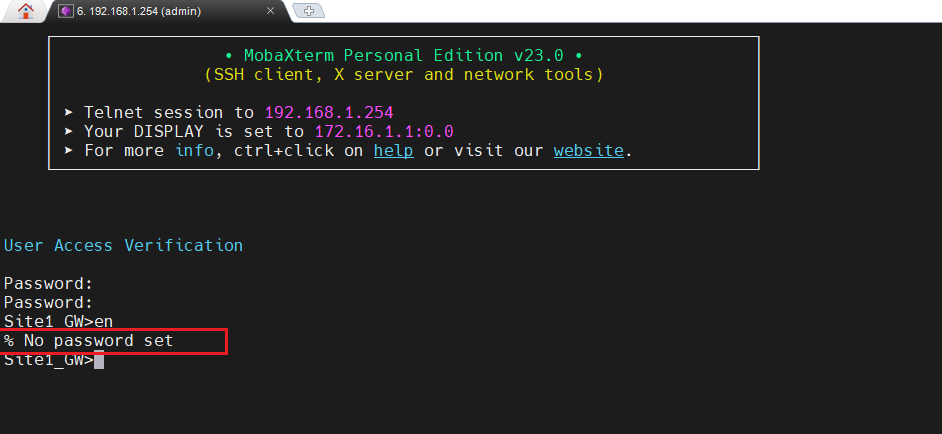 6. 192.168.1.254 (admin)
• MobaXterm Personal Edition v23.0 •
(SSH client, X server and network tools)
➤ Telnet session to 192.168.1.254
➤ Your DISPLAY is set to 172.16.1.1:0.0
➤ For more info, ctrl+click on help or visit our website.
User Access Verification
Password:
Password:
Site1_GW>en
% No password set
Site1_GW>